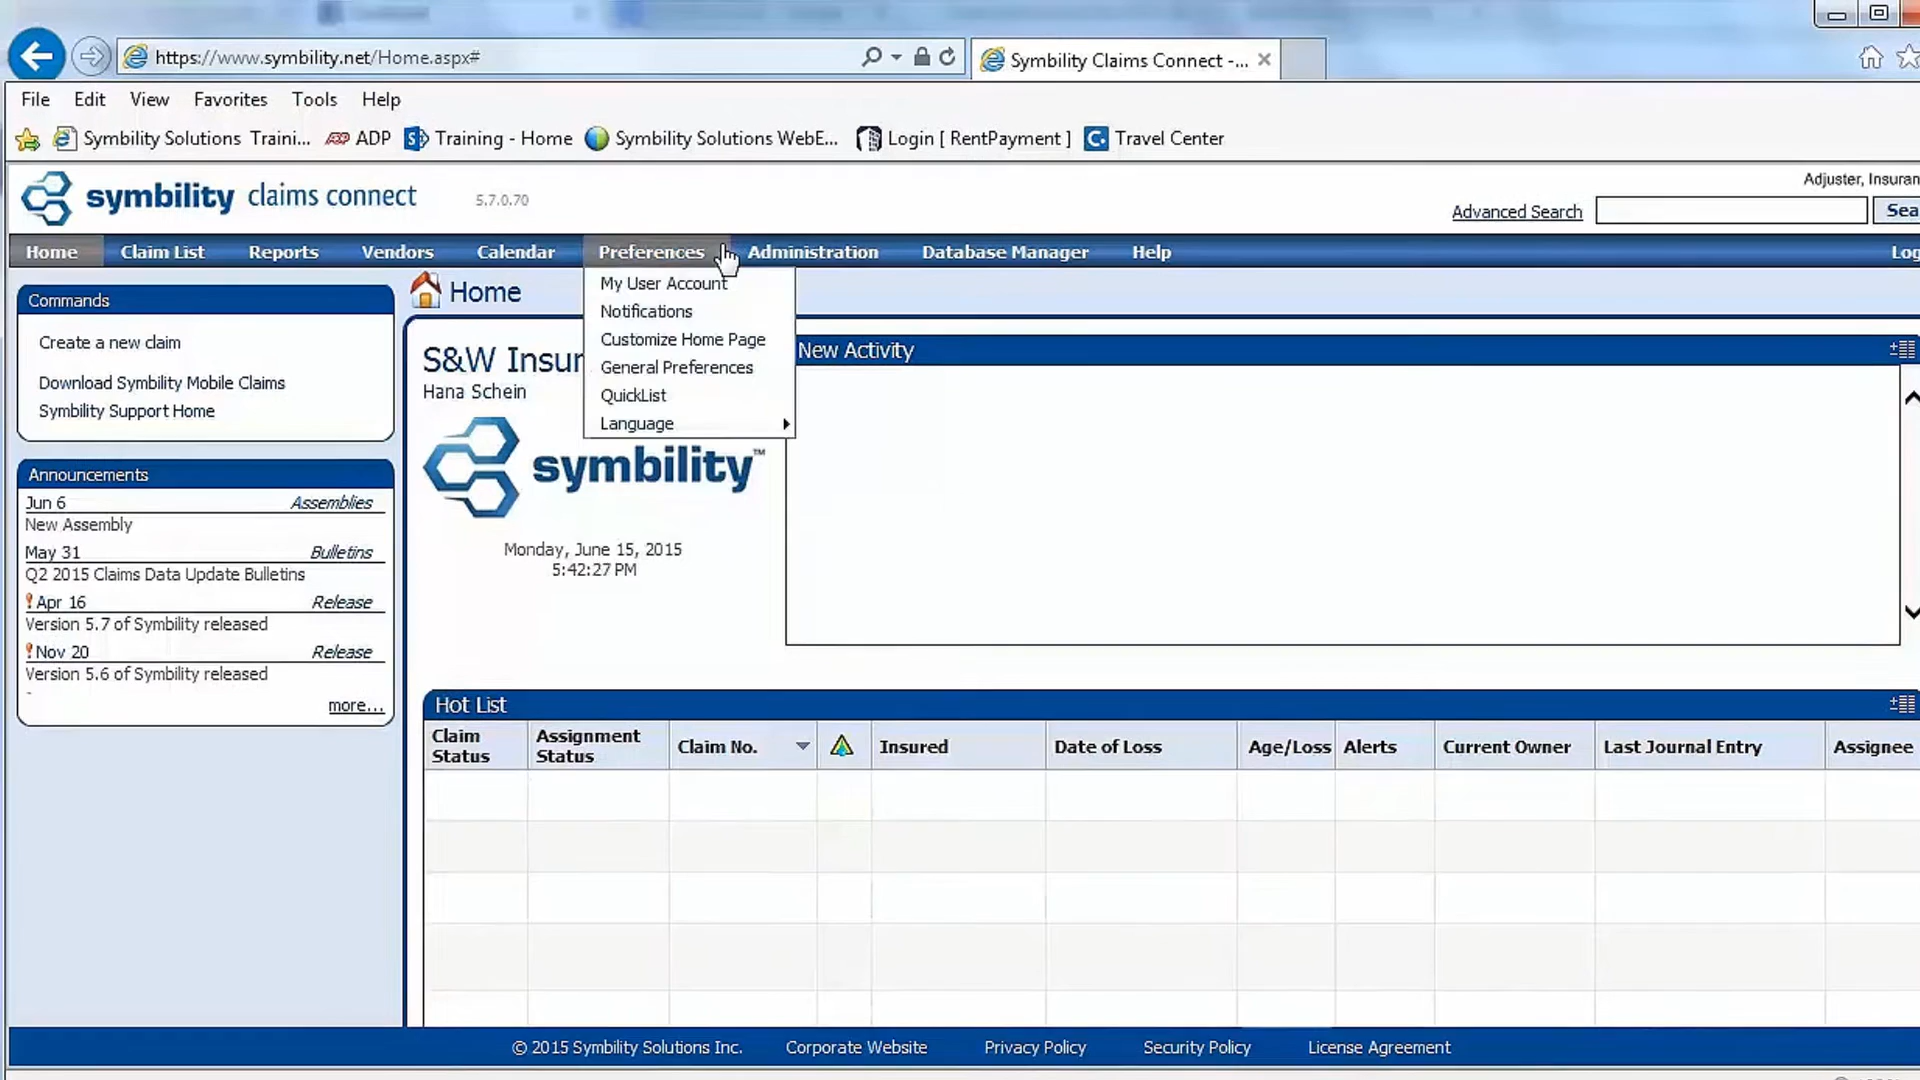 https://www.symbility.net/Home.aspx#
Symbility Claims Connect -...
File Edit View Favorites Tools Help
Symbility Solutions Traini... ADP Training - Home Symbility Solutions WebE... Login [ RentPayment ] Travel Center
symbility claims connect 5.7.0.70
Adjuster, Insuran
Advanced Search Sea
Home Claim List Reports Vendors Calendar Preferences Administration Database Manager Help Log
My User Account
Notifications
Customize Home Page
General Preferences
QuickList
Language
Commands
Create a new claim
Download Symbility Mobile Claims
Symbility Support Home
Announcements
Jun 6 Assemblies
New Assembly
May 31 Bulletins
Q2 2015 Claims Data Update Bulletins
Apr 16 Release
Version 5.7 of Symbility released
Nov 20 Release
Version 5.6 of Symbility released
more...
Home
S&W Insur
Hana Schein
symbility™
Monday, June 15, 2015
5:42:27 PM
New Activity
Hot List
Claim Status Assignment Status Claim No. Insured Date of Loss Age/Loss Alerts Current Owner Last Journal Entry Assignee
© 2015 Symbility Solutions Inc. Corporate Website Privacy Policy Security Policy License Agreement